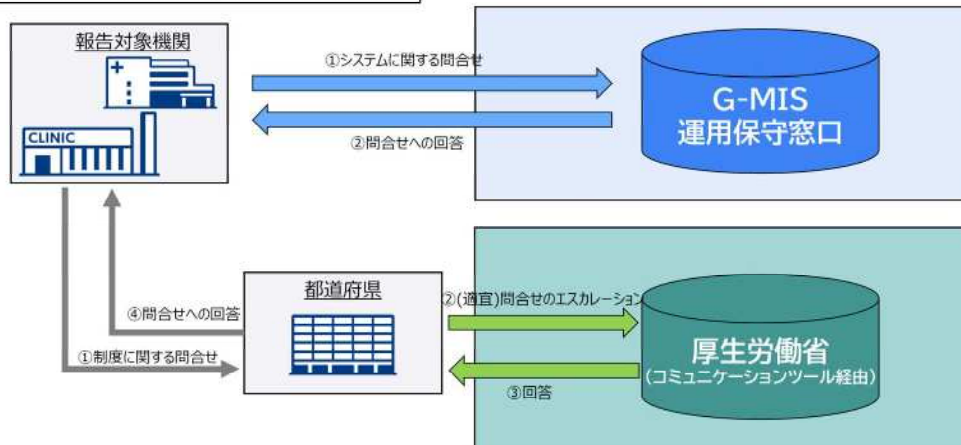 報告対象機関
CLINIC
①システムに関する問合せ
②問合せへの回答
G-MIS
運用保守窓口
都道府県
④問合せへの回答
①制度に関する問合せ
②(適宜)問合せのエスカレーション
③回答
厚生労働省
(コミュニケーションツール経由)